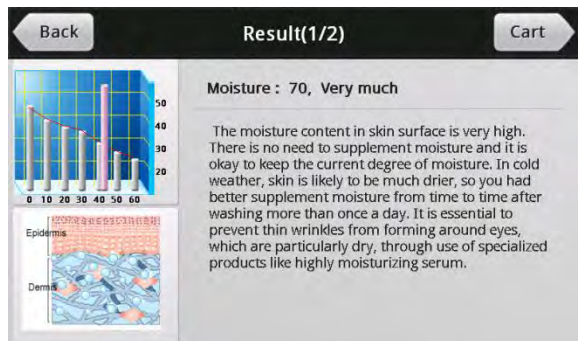 Back
Result(1/2)
Cart
50
40
30
20
0 10 20 30 40 50 60
Epidermis
Dermis
Moisture : 70, Very much
The moisture content in skin surface is very high.
There is no need to supplement moisture and it is
okay to keep the current degree of moisture. In cold
weather, skin is likely to be much drier, so you had
better supplement moisture from time to time after
washing more than once a day. It is essential to
prevent thin wrinkles from forming around eyes,
which are particularly dry, through use of specialized
products like highly moisturizing serum.